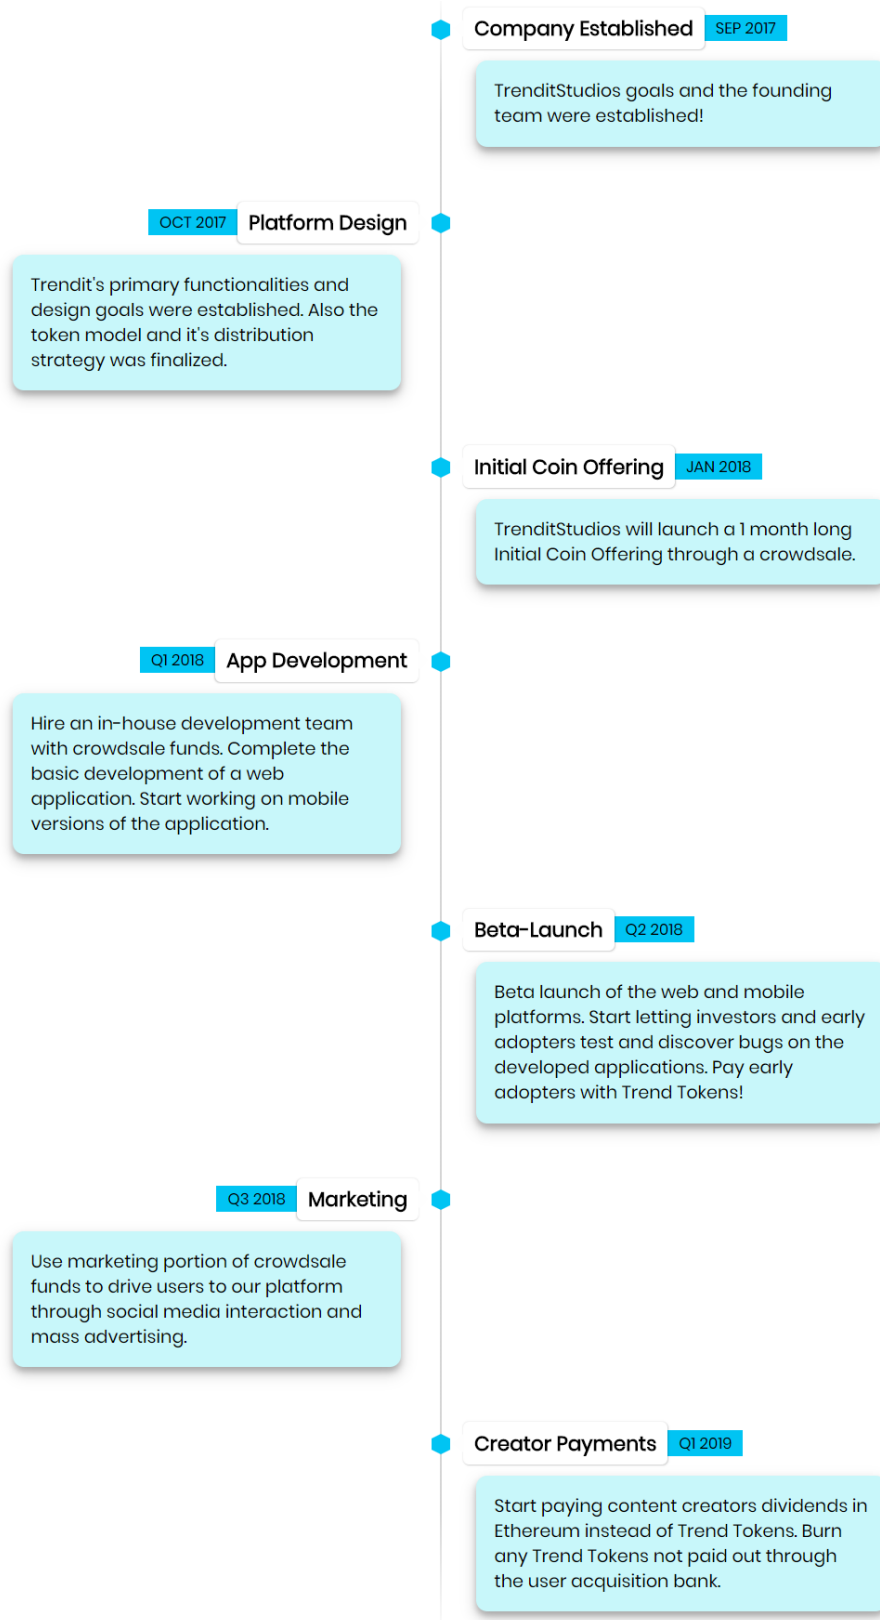 Company Established SEP 2017
TrenditStudios goals and the founding
team were established!
OCT 2017 Platform Design
Trendit's primary functionalities and
design goals were established. Also the
token model and it's distribution
strategy was finalized.
Initial Coin Offering JAN 2018
TrenditStudios will launch a 1 month long
Initial Coin Offering through a crowdsale.
Q1 2018 App Development
Hire an in-house development team
with crowdsale funds. Complete the
basic development of a web
application. Start working on mobile
versions of the application.
Beta-Launch Q2 2018
Beta launch of the web and mobile
platforms. Start letting investors and early
adopters test and discover bugs on the
developed applications. Pay early
adopters with Trend Tokens!
Q3 2018 Marketing
Use marketing portion of crowdsale
funds to drive users to our platform
through social media interaction and
mass advertising.
Creator Payments Q1 2019
Start paying content creators dividends in
Ethereum instead of Trend Tokens. Burn
any Trend Tokens not paid out through
the user acquisition bank.